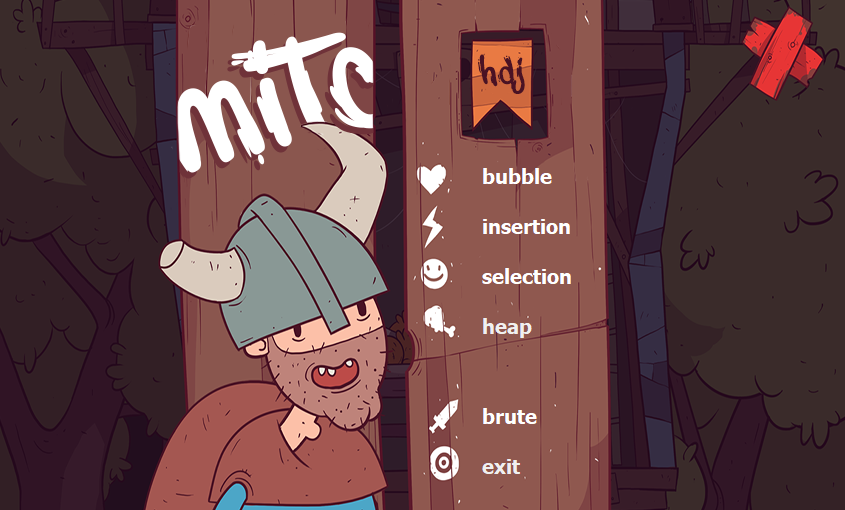 mitc
hdj
bubble
insertion
selection
heap
brute
exit